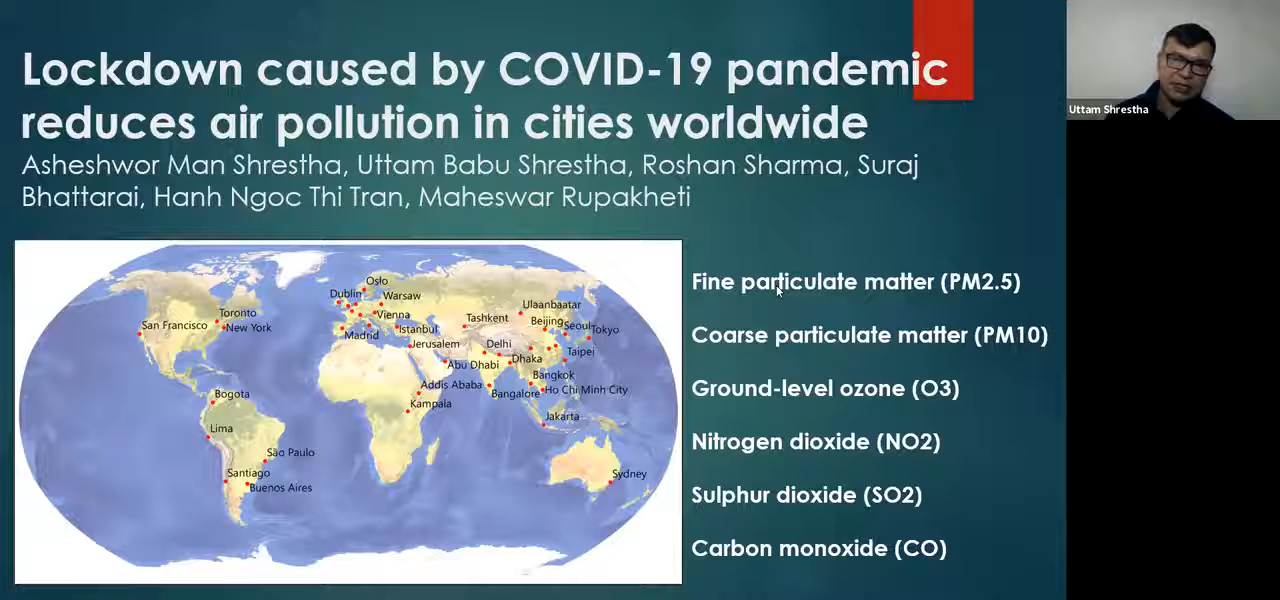 Lockdown caused by COVID-19 pandemic
reduces air pollution in cities worldwide
Asheshwor Man Shrestha, Uttam Babu Shrestha, Roshan Sharma, Suraj
Bhattarai, Hanh Ngoc Thi Tran, Maheswar Rupakheti
Uttam Shrestha
Oslo
Dublin
Warsaw
Vienna
Madrid
Istanbul
Jerusalem
Tashkent
Ulaanbaatar
Beijing
Seoul
Tokyo
Toronto
San Francisco
New York
Delhi
Dhaka
Taipei
Abu Dhabi
Bangkok
Addis Ababa
Bangalore
Ho Chi Minh City
Kampala
Bogota
Jakarta
Lima
São Paulo
Santiago
Buenos Aires
Sydney
Fine particulate matter (PM2.5)
Coarse particulate matter (PM10)
Ground-level ozone (O3)
Nitrogen dioxide (NO2)
Sulphur dioxide (SO2)
Carbon monoxide (CO)